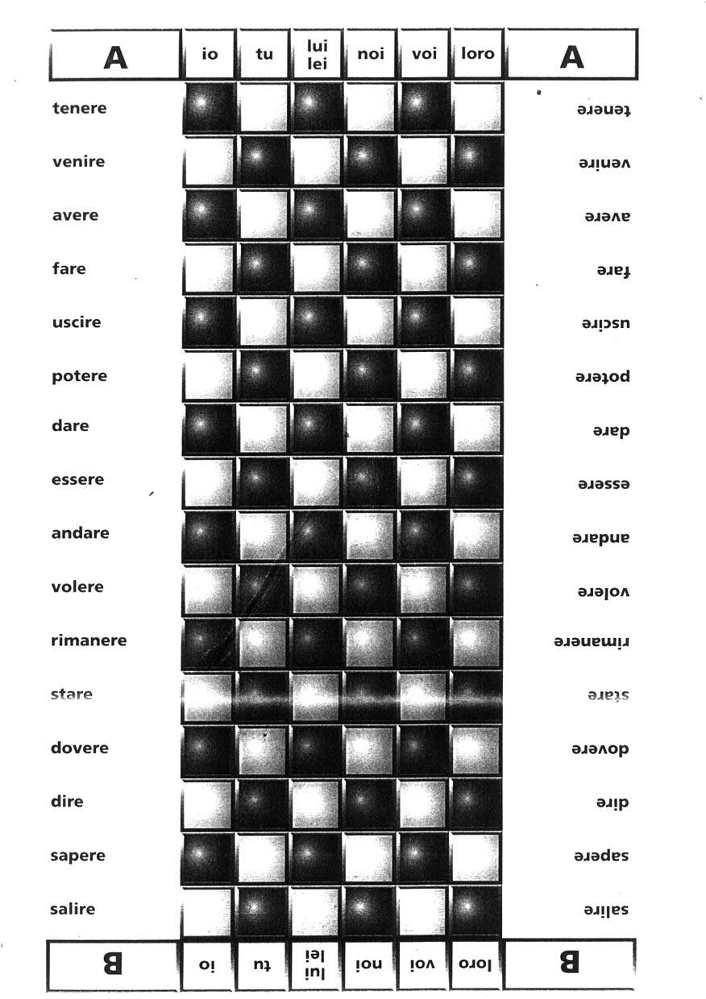 A io tu lui lei noi voi loro A
tenere tenere
venire venire
avere avere
fare fare
uscire uscire
potere potere
dare dare
essere essere
andare andare
volere volere
rimanere rimanere
stare stare
dovere dovere
dire dire
sapere sapere
salire salire
B io tu lui lei noi voi loro B